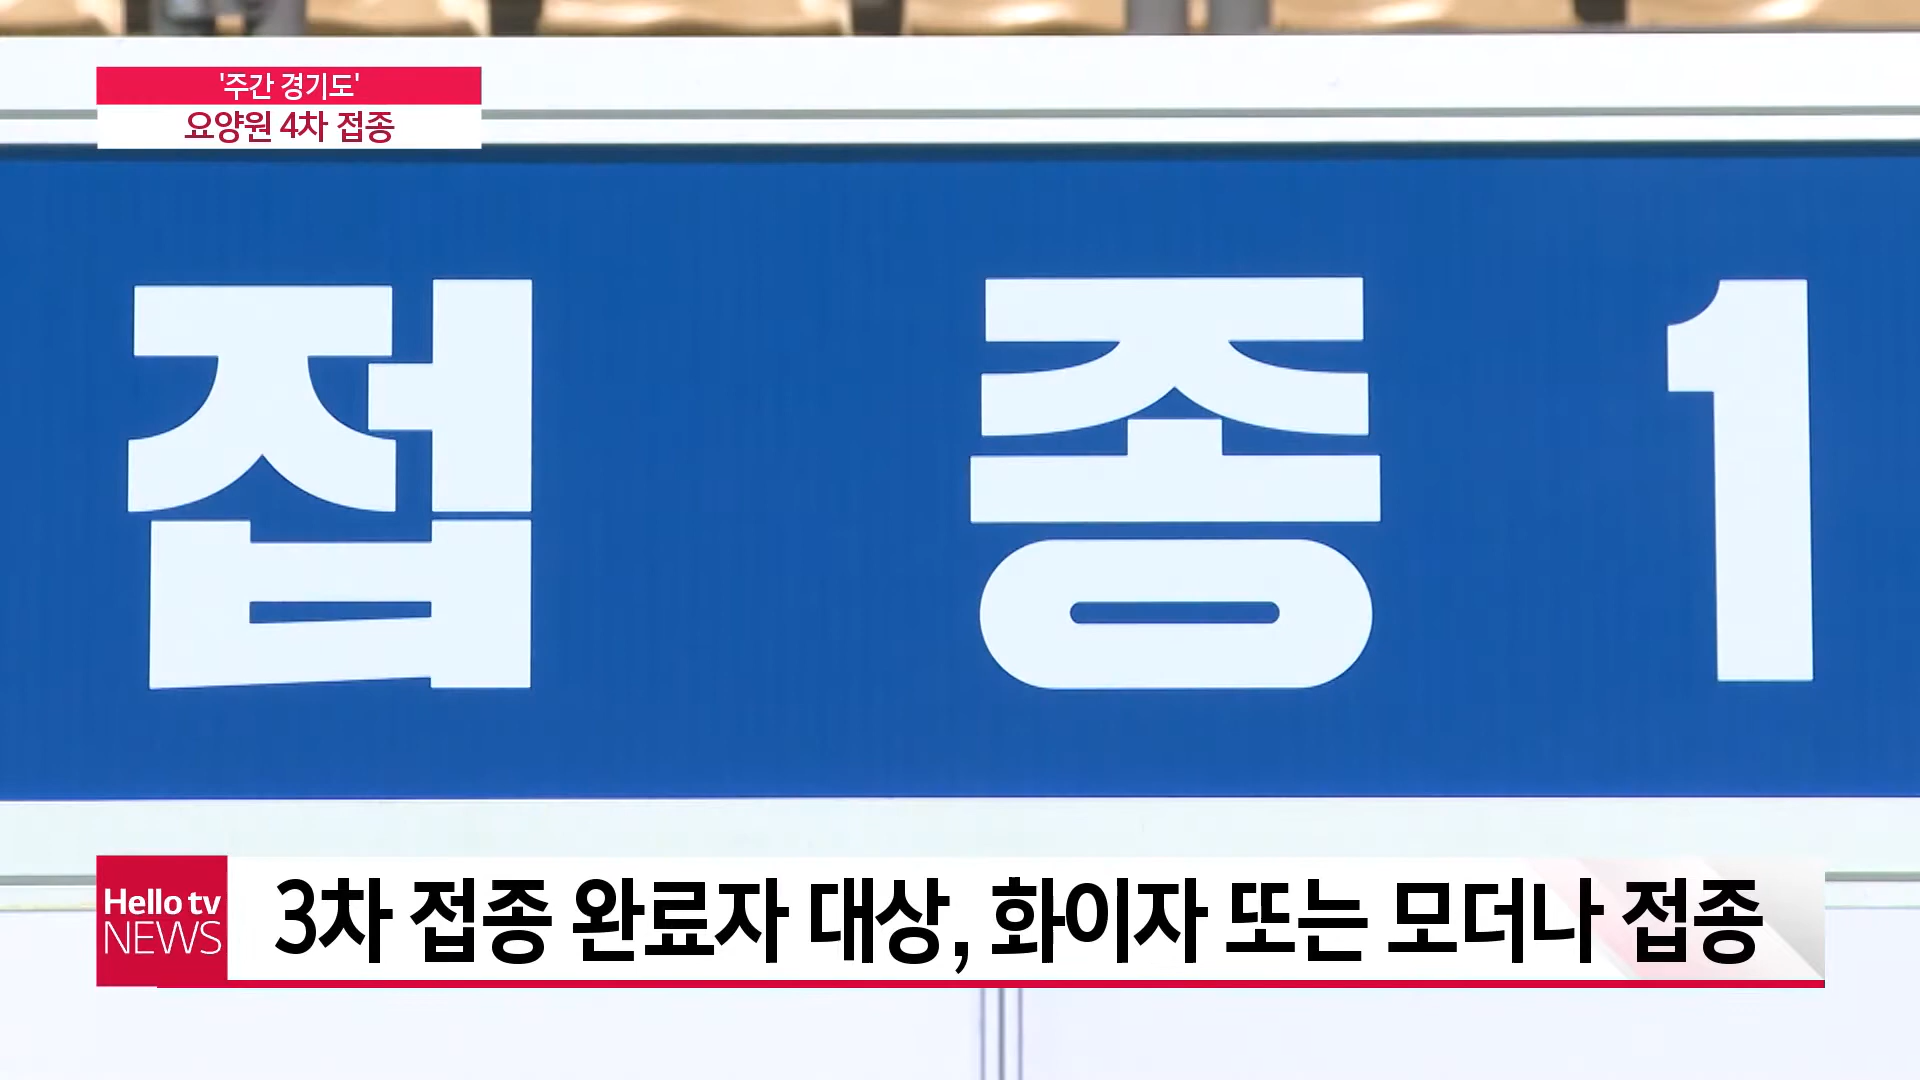 '주간 경기도'
요양원 4차 접종
접 종 1
Hello tv
NEWS
3차 접종 완료자 대상, 화이자 또는 모더나 접종